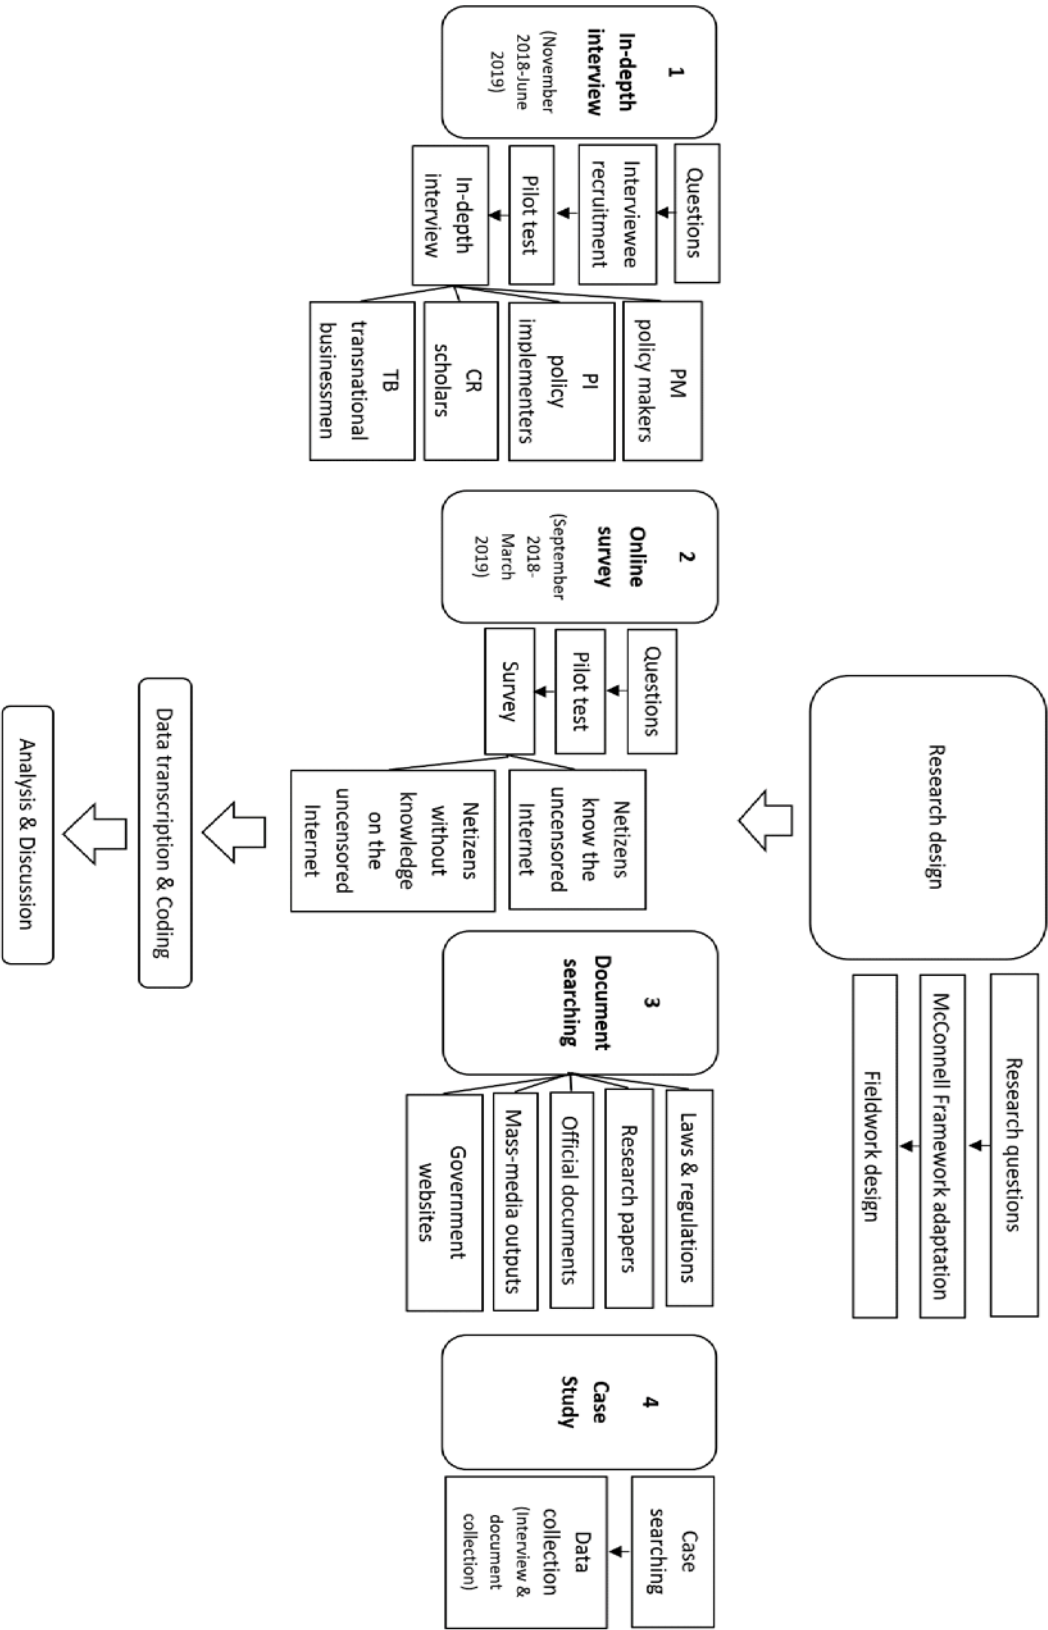 Research design
Research questions
McConnell Framework adaptation
Fieldwork design
1
In-depth
interview
(November
2018-June
2019)
Questions
Interviewee
recruitment
Pilot test
In-depth
interview
PM
policy makers
PI
policy
implementers
CR
scholars
TB
transnational
businessmen
2
Online
survey
(September
2018-
March
2019)
Questions
Pilot test
Survey
Netizens
know the
uncensored
Internet
Netizens
without
knowledge
on the
uncensored
Internet
3
Document
searching
Laws & regulations
Research papers
Official documents
Mass-media outputs
Government
websites
4
Case
Study
Case
searching
Data
collection
(Interview &
document
collection)
Data transcription & Coding
Analysis & Discussion